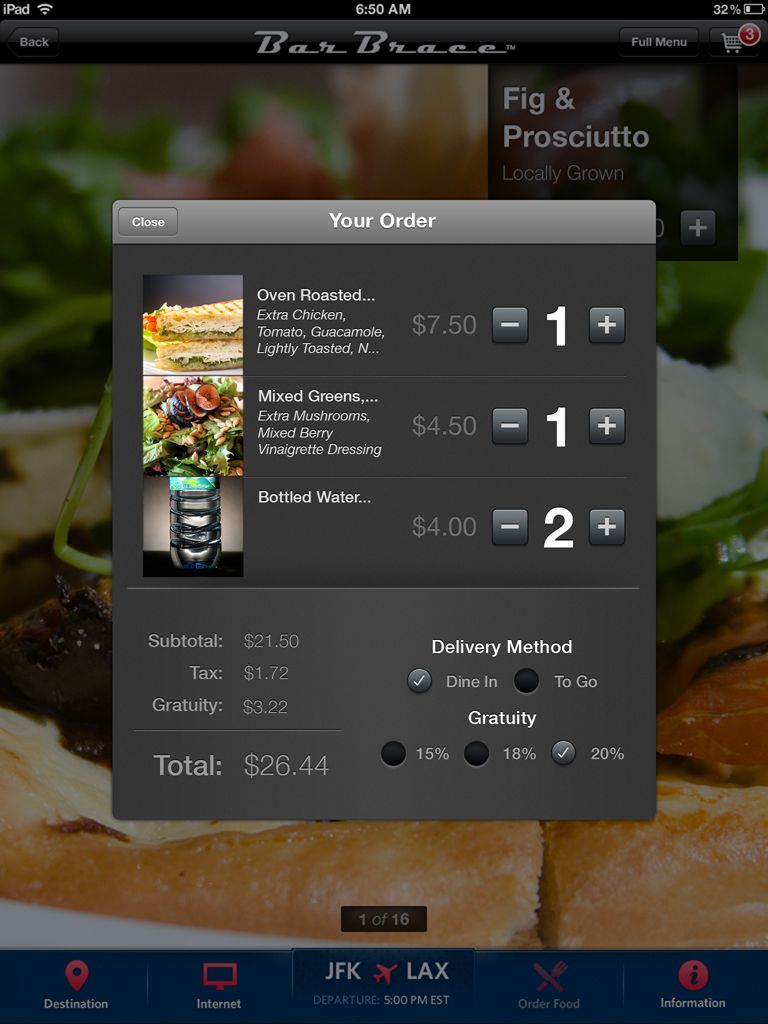 iPad 6:50 AM 32%
Back Bar Brace™ Full Menu 3
Fig &
Prosciutto
Locally Grown
0 +
Close Your Order
Oven Roasted...
Extra Chicken,
Tomato, Guacamole,
Lightly Toasted, N...
$7.50 − 1 +
Mixed Greens,...
Extra Mushrooms,
Mixed Berry
Vinaigrette Dressing
$4.50 − 1 +
Bottled Water...
$4.00 − 2 +
Subtotal: $21.50
Tax: $1.72
Gratuity: $3.22
Total: $26.44
Delivery Method
Dine In To Go
Gratuity
15% 18% 20%
1 of 16
Destination
Internet
JFK LAX
DEPARTURE: 5:00 PM EST
Order Food
Information